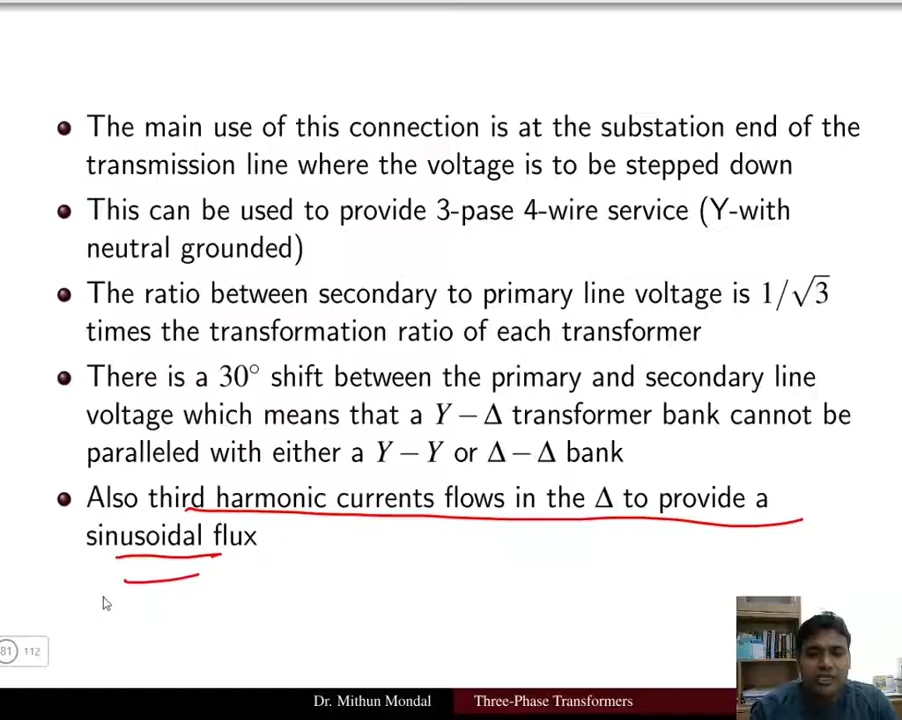 The main use of this connection is at the substation end of the
transmission line where the voltage is to be stepped down
This can be used to provide 3-pase 4-wire service (Y-with
neutral grounded)
The ratio between secondary to primary line voltage is 1/√3
times the transformation ratio of each transformer
There is a 30° shift between the primary and secondary line
voltage which means that a Y − Δ transformer bank cannot be
paralleled with either a Y − Y or Δ − Δ bank
Also third harmonic currents flows in the Δ to provide a
sinusoidal flux
81 112
Dr. Mithun Mondal Three-Phase Transformers